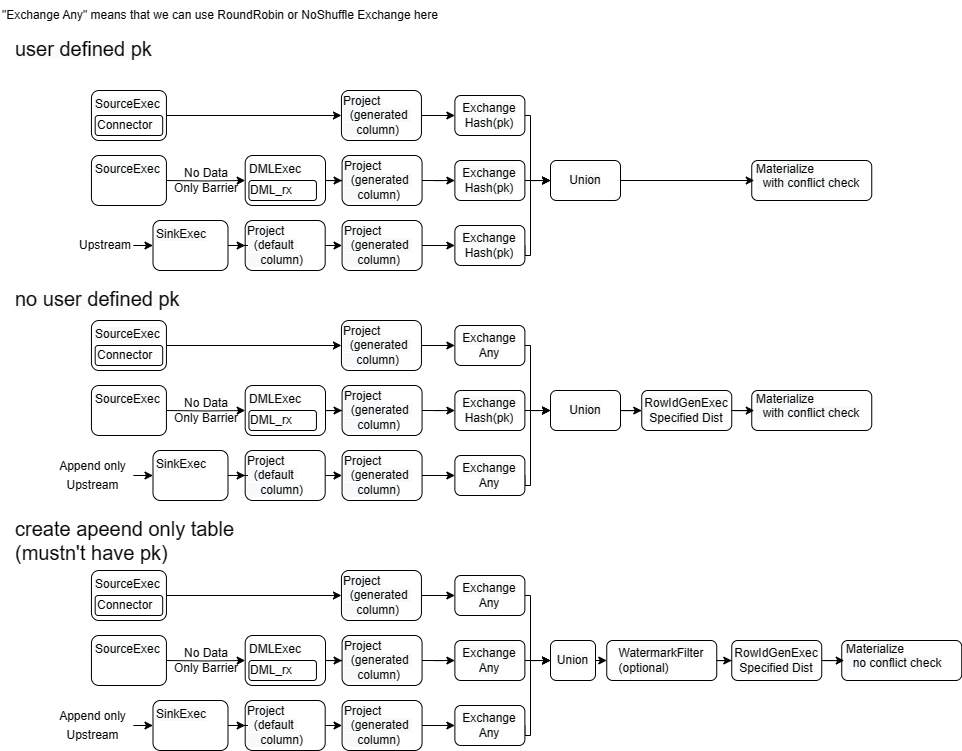 "Exchange Any" means that we can use RoundRobin or NoShuffle Exchange here
user defined pk
SourceExec
Connector
Project
(generated
column)
Exchange
Hash(pk)
SourceExec
No Data
Only Barrier
DMLExec
DML_rx
Project
(generated
column)
Exchange
Hash(pk)
Union
Materialize
with conflict check
Upstream
SinkExec
Project
(default
column)
Project
(generated
column)
Exchange
Hash(pk)
no user defined pk
SourceExec
Connector
Project
(generated
column)
Exchange
Any
SourceExec
No Data
Only Barrier
DMLExec
DML_rx
Project
(generated
column)
Exchange
Hash(pk)
Union
RowIdGenExec
Specified Dist
Materialize
with conflict check
Append only
Upstream
SinkExec
Project
(default
column)
Project
(generated
column)
Exchange
Any
create apeend only table
(mustn't have pk)
SourceExec
Connector
Project
(generated
column)
Exchange
Any
SourceExec
No Data
Only Barrier
DMLExec
DML_rx
Project
(generated
column)
Exchange
Any
Union
WatermarkFilter
(optional)
RowIdGenExec
Specified Dist
Materialize
no conflict check
Append only
Upstream
SinkExec
Project
(default
column)
Project
(generated
column)
Exchange
Any